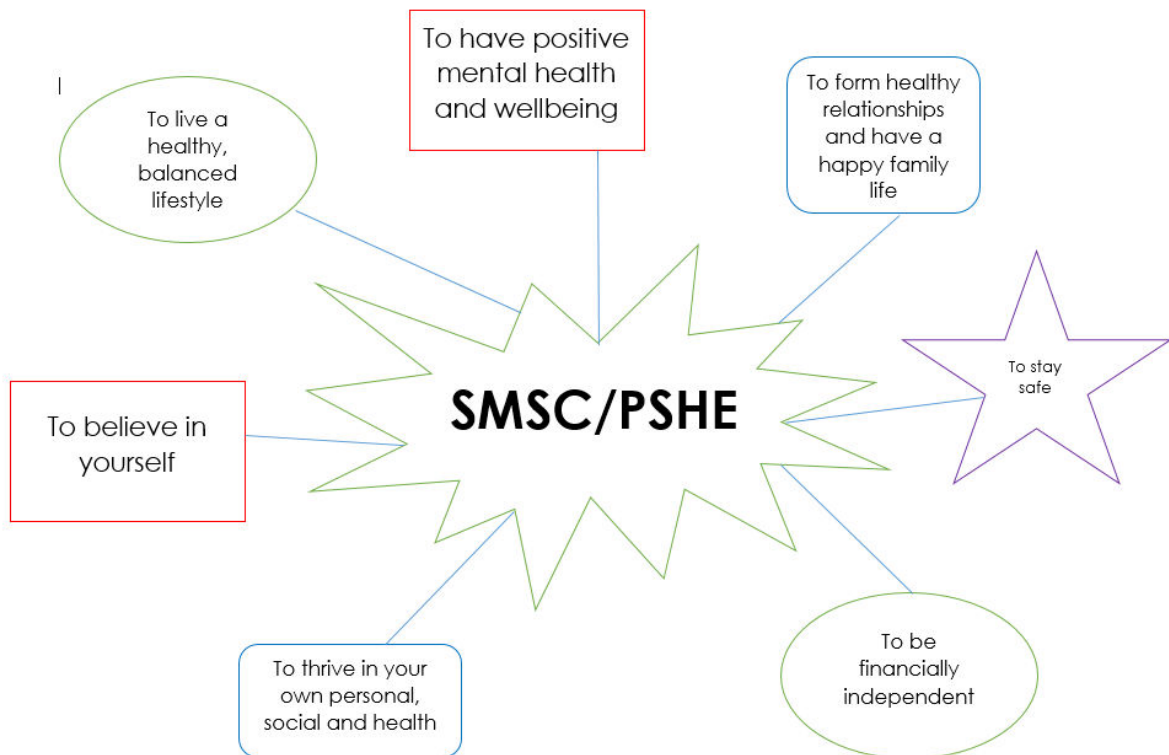 To have positive
mental health
and wellbeing
To live a
healthy,
balanced
lifestyle
To form healthy
relationships
and have a
happy family
life
To stay
safe
SMSC/PSHE
To believe in
yourself
To thrive in your
own personal,
social and health
To be
financially
independent